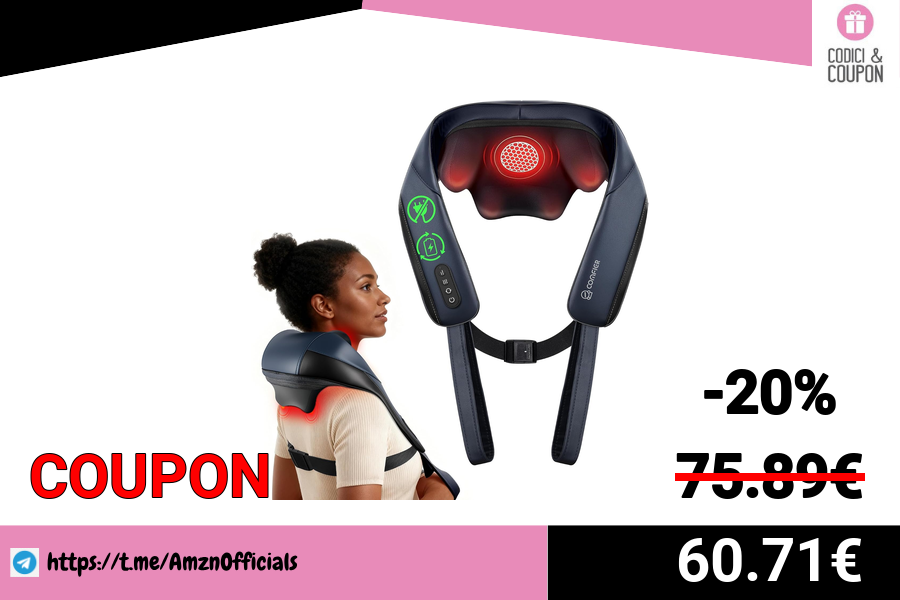 CODICI &
COUPON
COMFIER
-20%
COUPON
75.89€
https://t.me/AmznOfficials
60.71€